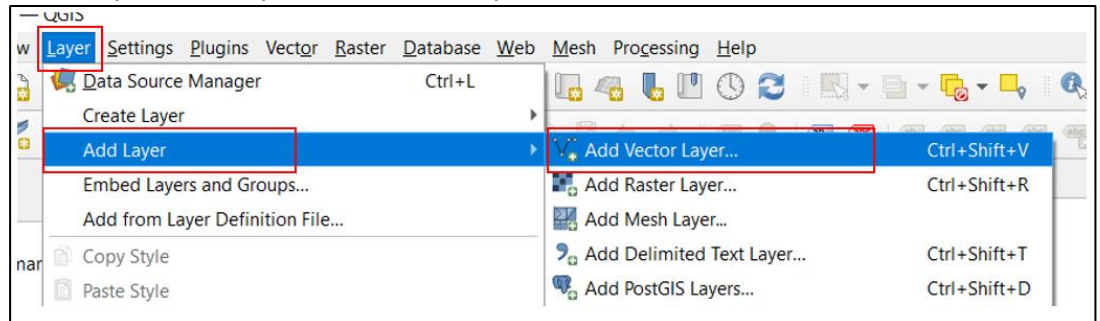 — QGIS
w Layer Settings Plugins Vector Raster Database Web Mesh Processing Help
Data Source Manager Ctrl+L
Create Layer
Add Layer
Add Vector Layer... Ctrl+Shift+V
Embed Layers and Groups...
Add Raster Layer... Ctrl+Shift+R
Add from Layer Definition File...
Add Mesh Layer...
nar Copy Style
Add Delimited Text Layer... Ctrl+Shift+T
Paste Style
Add PostGIS Layers... Ctrl+Shift+D